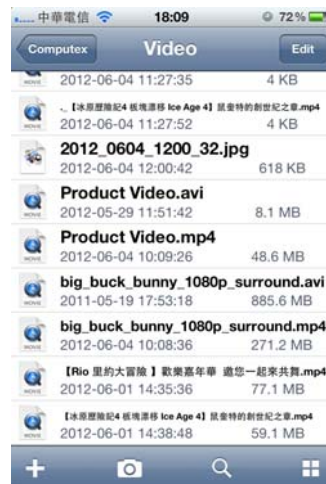 中華電信 18:09 72%
Computex Video Edit
2012-06-04 11:27:35 4 KB
._【冰原歷險記4 板塊漂移 Ice Age 4】鼠奎特的創世紀之章.mp4
2012-06-04 11:27:52 4 KB
2012_0604_1200_32.jpg
2012-06-04 12:00:42 618 KB
Product Video.avi
2012-05-29 11:51:42 8.1 MB
Product Video.mp4
2012-06-04 10:09:26 48.6 MB
big_buck_bunny_1080p_surround.avi
2011-05-19 17:53:18 885.6 MB
big_buck_bunny_1080p_surround.mp4
2012-06-04 10:08:36 271.2 MB
【Rio 里約大冒險 】歡樂嘉年華 邀您一起來共舞.mp4
2012-06-01 14:35:36 77.1 MB
【冰原歷險記4 板塊漂移 Ice Age 4】鼠奎特的創世紀之章.mp4
2012-06-01 14:38:48 59.1 MB